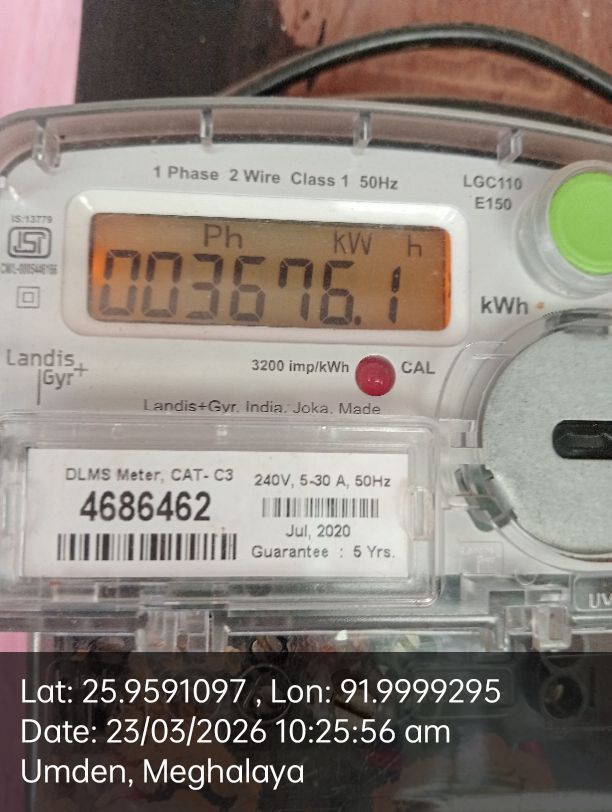 1 Phase 2 Wire Class 1 50Hz
LGC110
E150
IS:13779
ISI
Ph kW h
003676.1
kWh
Landis
Gyr+
3200 imp/kWh CAL
Landis+Gyr, India. Joka, Made
DLMS Meter, CAT- C3
4686462
240V, 5-30 A, 50Hz
Jul, 2020
Guarantee : 5 Yrs.
UV
Lat: 25.9591097 , Lon: 91.9999295
Date: 23/03/2026 10:25:56 am
Umden, Meghalaya